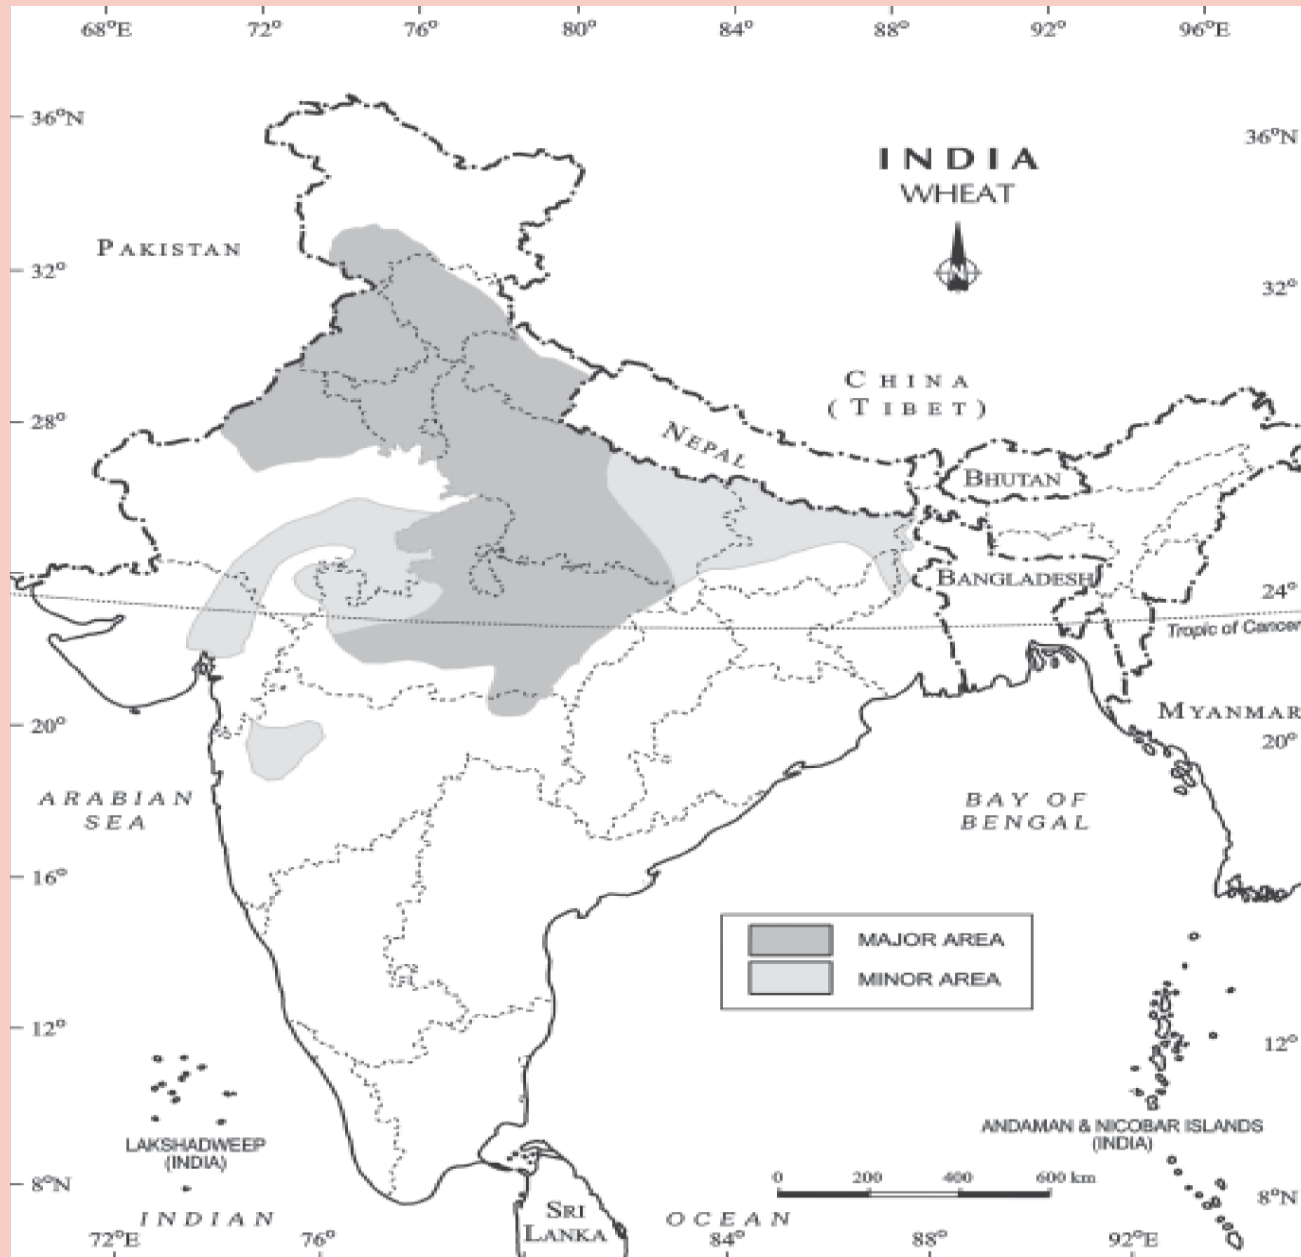 68°E 72° 76° 80° 84° 88° 92° 96°E
36°N
36°N
INDIA
WHEAT
PAKISTAN
32°
32°
CHINA
(TIBET)
28°
NEPAL
BHUTAN
BANGLADESH
24°
Tropic of Cancer
MYANMAR
20°
20°
ARABIAN
SEA
BAY OF
BENGAL
16°
MAJOR AREA
MINOR AREA
12°
12°
LAKSHADWEEP
(INDIA)
ANDAMAN & NICOBAR ISLANDS
(INDIA)
0 200 400 600 km
8°N
8°N
INDIAN
OCEAN
SRI
LANKA
72°E 76° 84° 88° 92°E